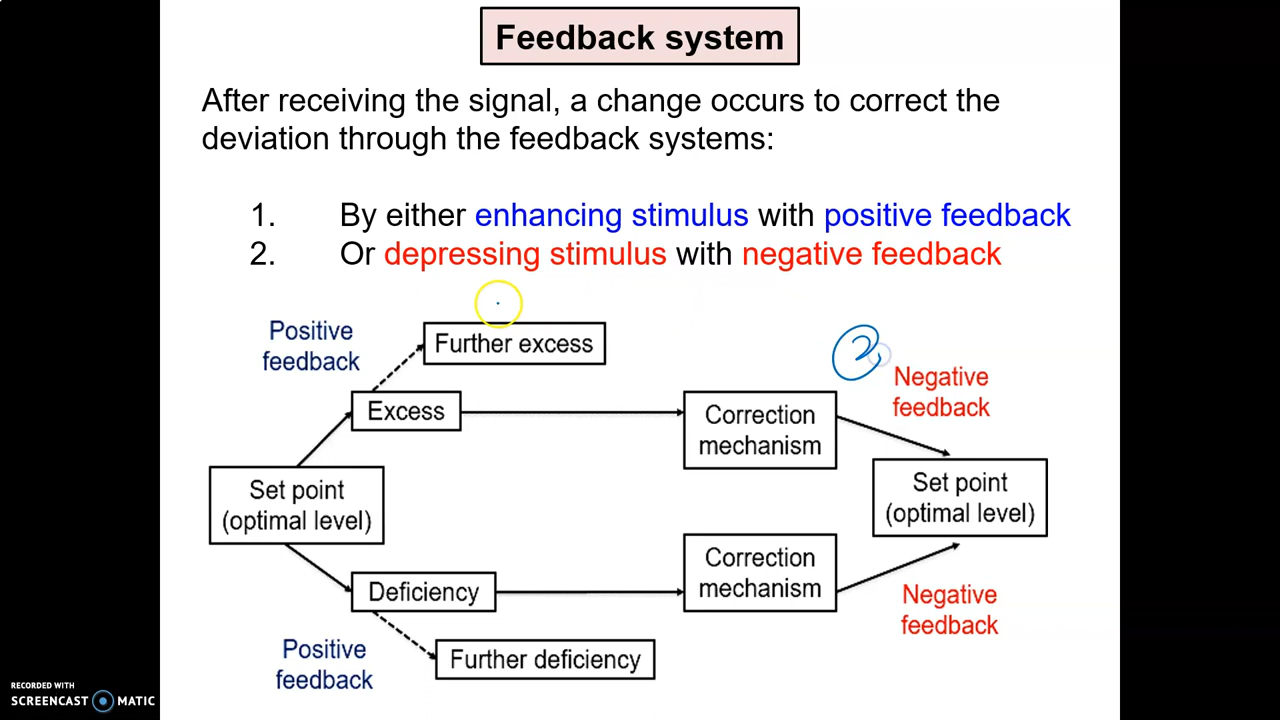 Feedback system
After receiving the signal, a change occurs to correct the
deviation through the feedback systems:
1. By either enhancing stimulus with positive feedback
2. Or depressing stimulus with negative feedback
Positive
feedback
Further excess
2
Negative
feedback
Excess
Correction
mechanism
Set point
(optimal level)
Set point
(optimal level)
Correction
mechanism
Deficiency
Negative
feedback
Positive
feedback
Further deficiency
RECORDED WITH
SCREENCAST MATIC